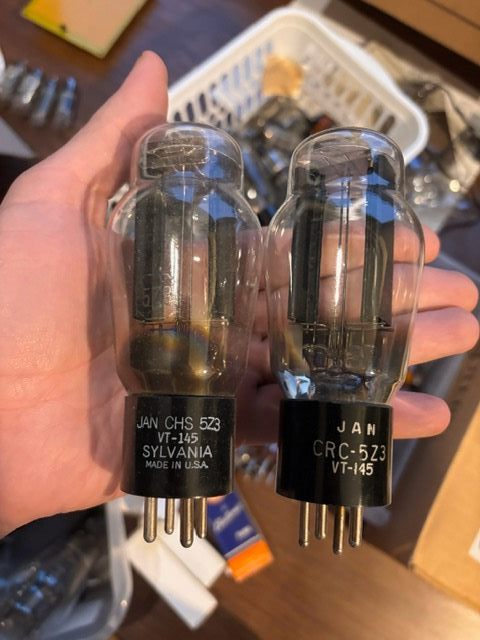 JAN CHS 5Z3
VT-145
SYLVANIA
MADE IN U.S.A.
JAN
CRC-5Z3
VT-145